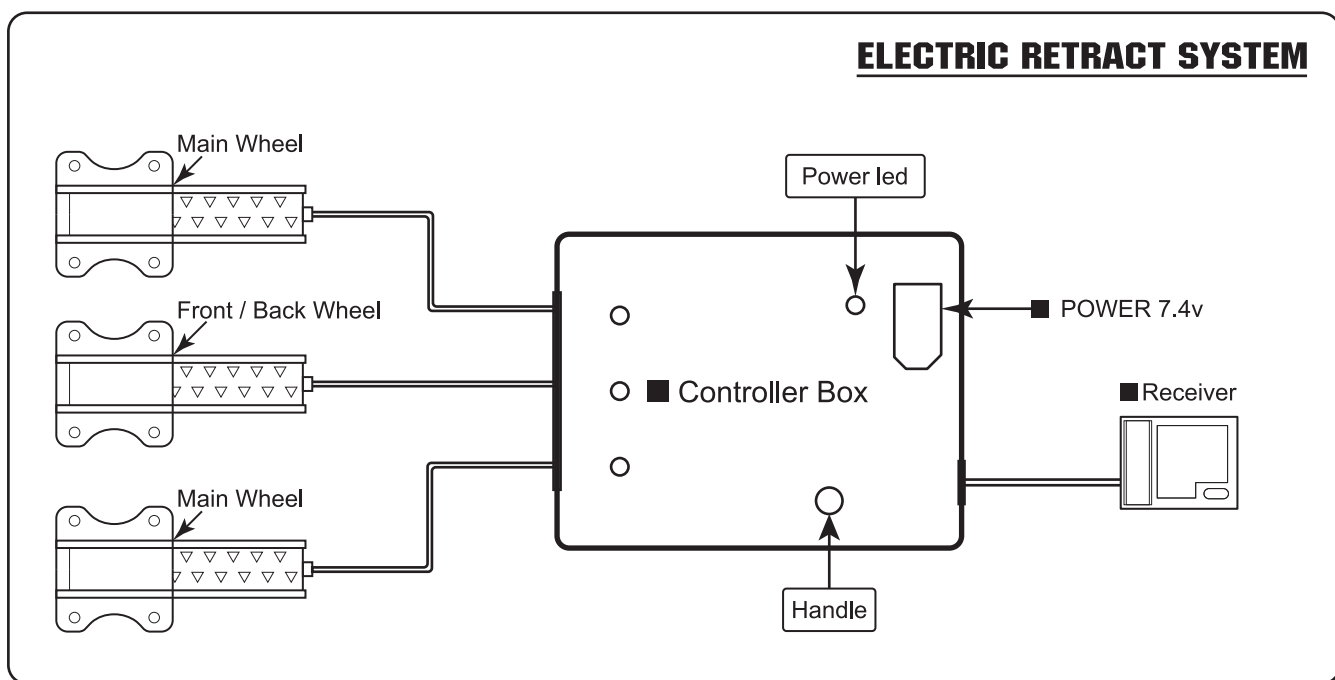 ELECTRIC RETRACT SYSTEM
Main Wheel
Power led
Front / Back Wheel
POWER 7.4v
Controller Box
Receiver
Main Wheel
Handle